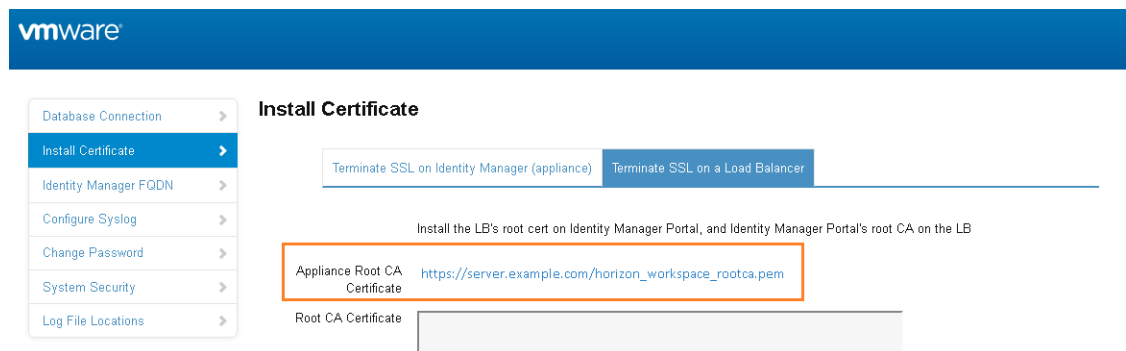 vmware
Database Connection
Install Certificate
Identity Manager FQDN
Configure Syslog
Change Password
System Security
Log File Locations
Install Certificate
Terminate SSL on Identity Manager (appliance)
Terminate SSL on a Load Balancer
Install the LB's root cert on Identity Manager Portal, and Identity Manager Portal's root CA on the LB
Appliance Root CA
Certificate
https://server.example.com/horizon_workspace_rootca.pem
Root CA Certificate